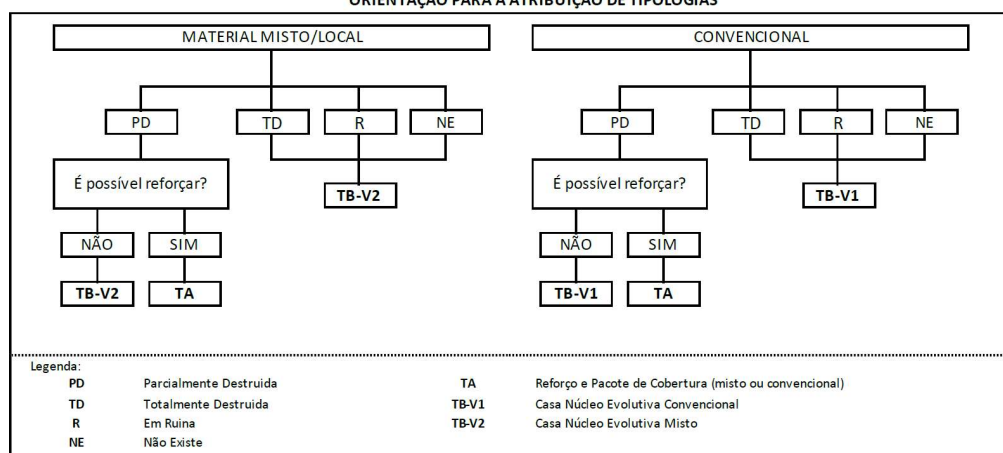 ORIENTAÇÃO PARA A ATRIBUIÇÃO DE TIPOLOGIAS
MATERIAL MISTO/LOCAL
PD TD R NE
É possível reforçar?
TB-V2
NÃO SIM
TB-V2 TA
CONVENCIONAL
PD TD R NE
É possível reforçar?
TB-V1
NÃO SIM
TB-V1 TA
Legenda:
PD Parcialmente Destruida
TD Totalmente Destruida
R Em Ruina
NE Não Existe
TA Reforço e Pacote de Cobertura (misto ou convencional)
TB-V1 Casa Núcleo Evolutiva Convencional
TB-V2 Casa Núcleo Evolutiva Misto